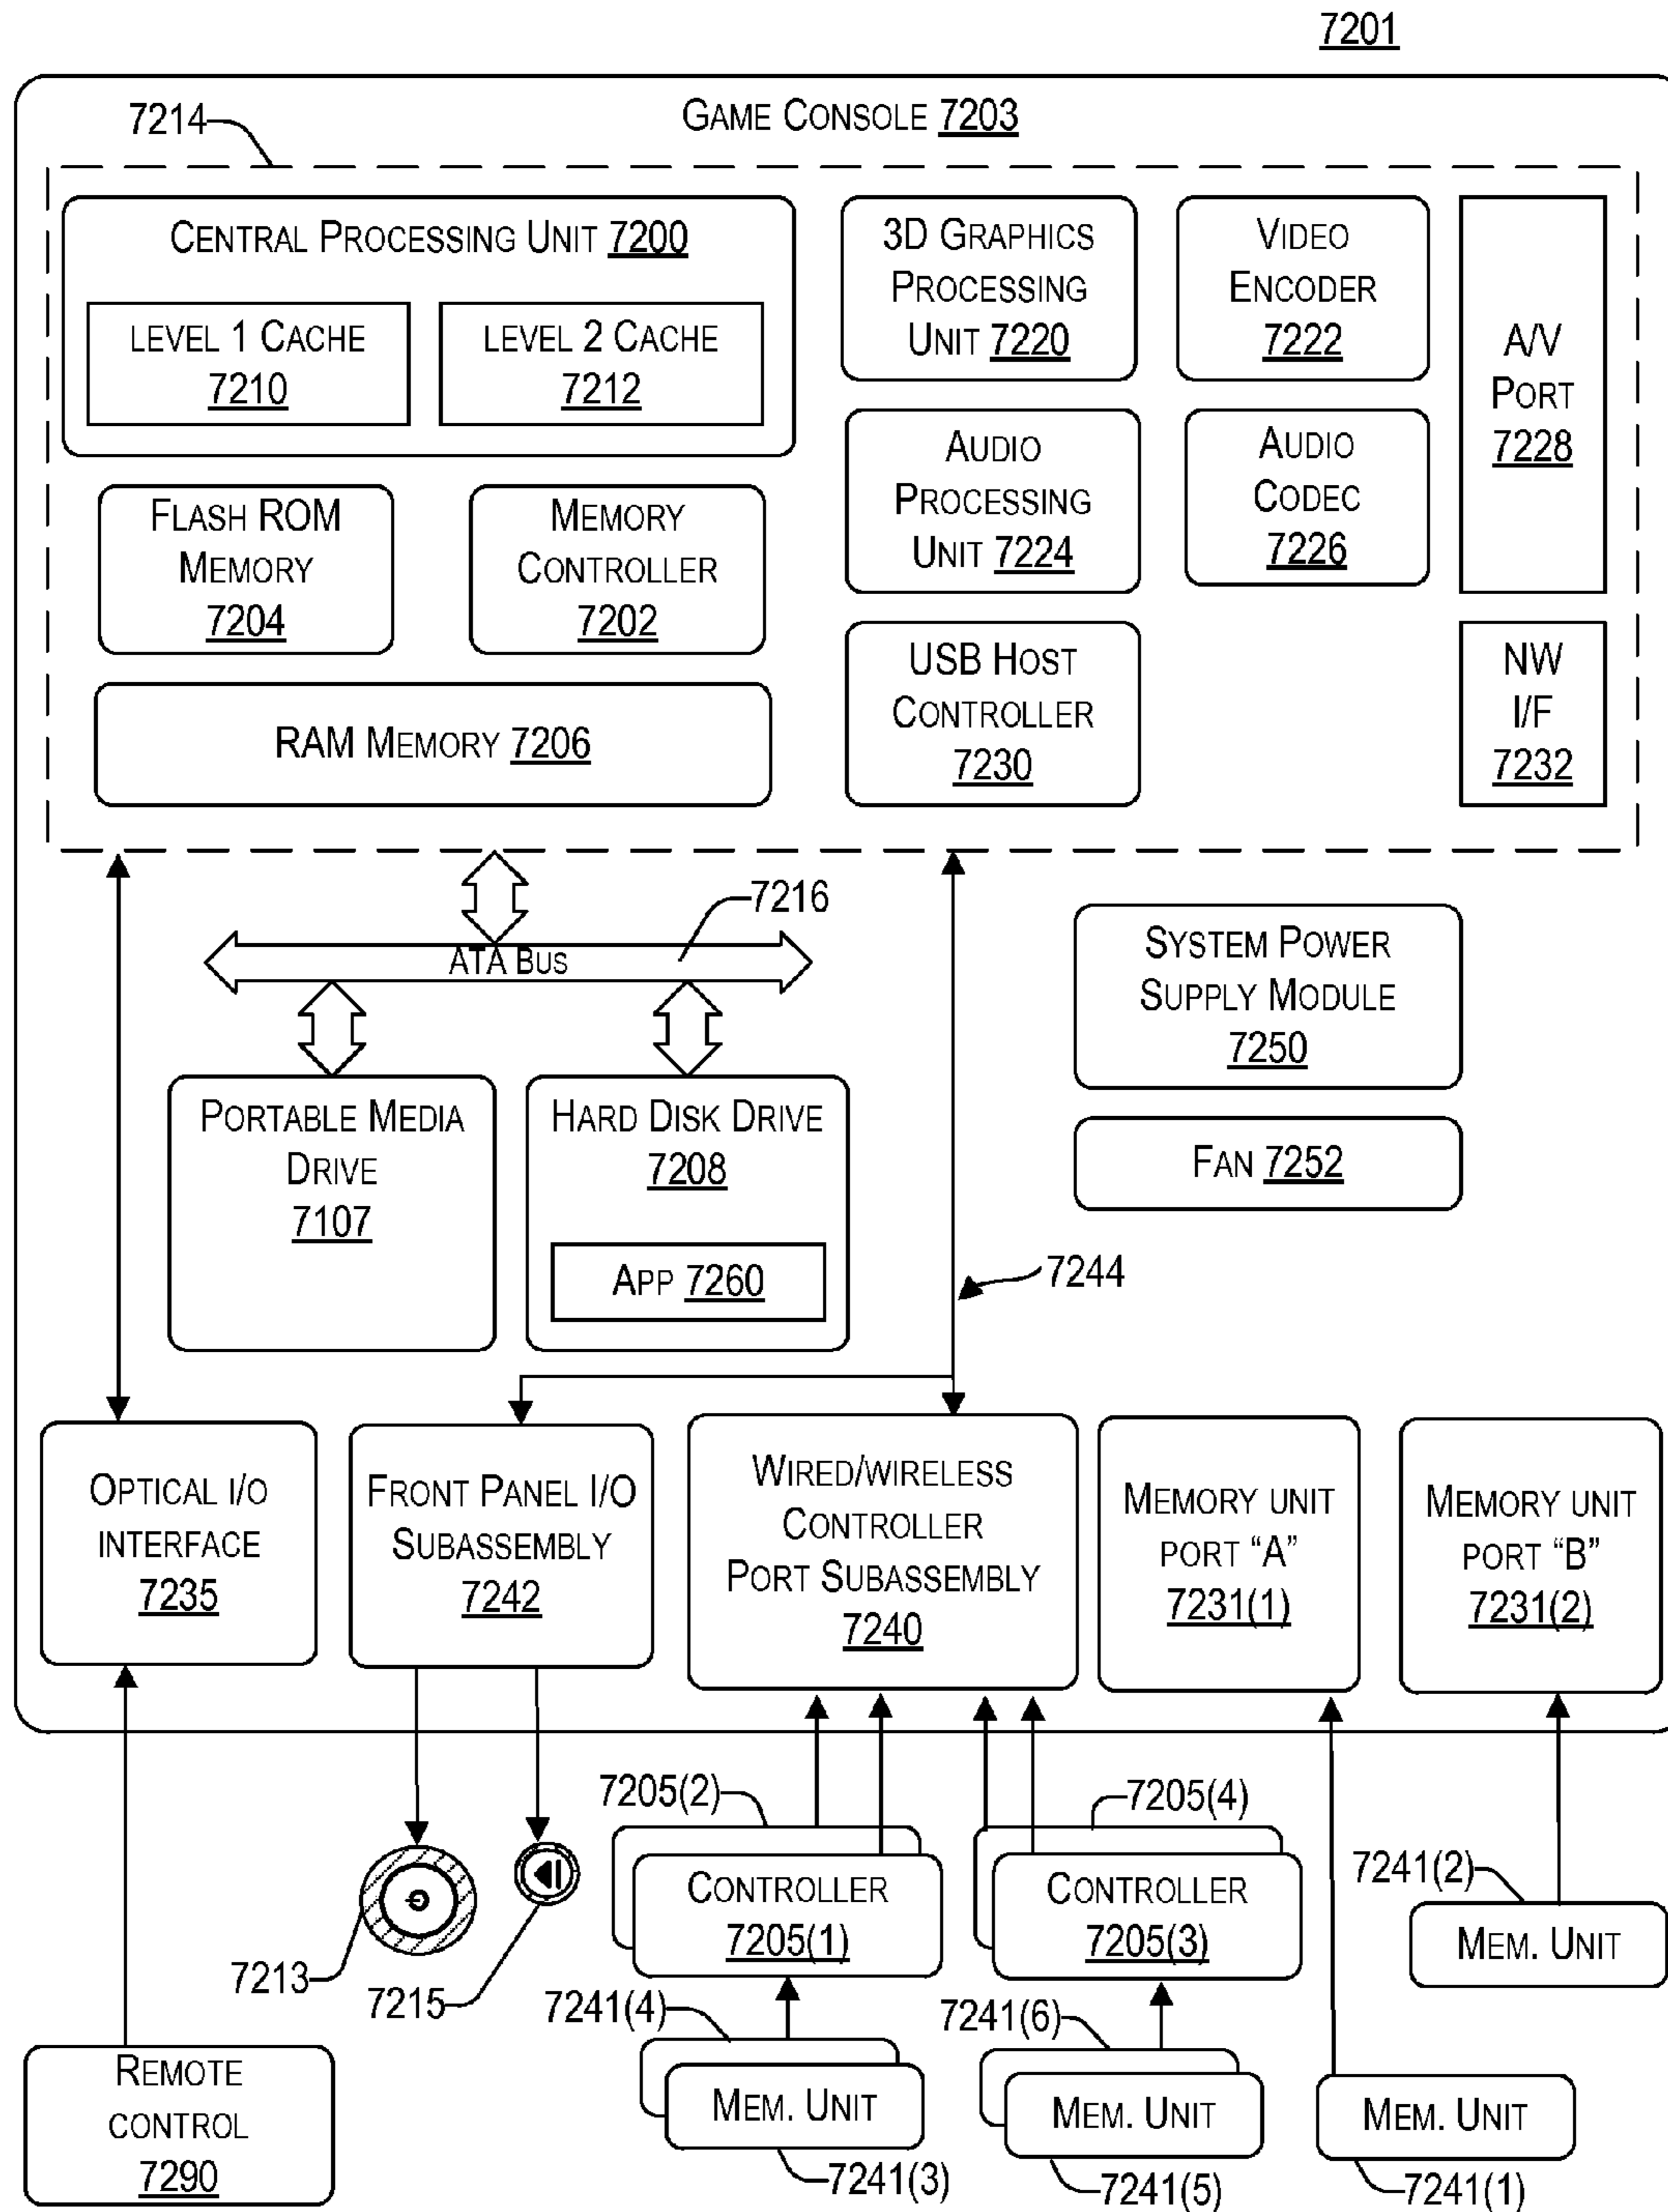 7201
GAME CONSOLE 7203
7214
CENTRAL PROCESSING UNIT 7200
LEVEL 1 CACHE
7210
LEVEL 2 CACHE
7212
3D GRAPHICS
PROCESSING
UNIT 7220
VIDEO
ENCODER
7222
A/V
PORT
7228
AUDIO
PROCESSING
UNIT 7224
AUDIO
CODEC
7226
FLASH ROM
MEMORY
7204
MEMORY
CONTROLLER
7202
USB HOST
CONTROLLER
7230
NW
I/F
7232
RAM MEMORY 7206
7216
ATA BUS
SYSTEM POWER
SUPPLY MODULE
7250
PORTABLE MEDIA
DRIVE
7107
HARD DISK DRIVE
7208
APP 7260
FAN 7252
7244
OPTICAL I/O
INTERFACE
7235
FRONT PANEL I/O
SUBASSEMBLY
7242
WIRED/WIRELESS
CONTROLLER
PORT SUBASSEMBLY
7240
MEMORY UNIT
PORT “A”
7231(1)
MEMORY UNIT
PORT “B”
7231(2)
7205(2)
7205(4)
CONTROLLER
7205(1)
CONTROLLER
7205(3)
7241(2)
MEM. UNIT
7213
7215
7241(4)
7241(6)
REMOTE
CONTROL
7290
MEM. UNIT
7241(3)
MEM. UNIT
7241(5)
MEM. UNIT
7241(1)